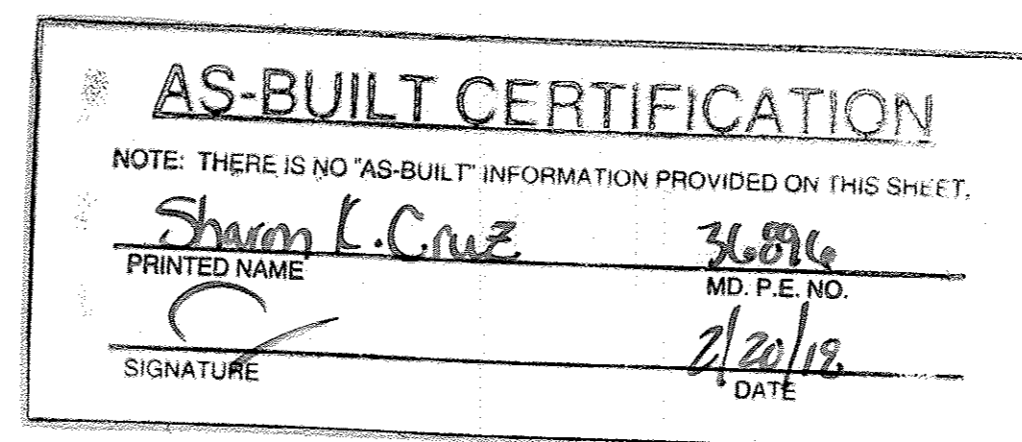 AS-BUILT CERTIFICATION
NOTE: THERE IS NO "AS-BUILT" INFORMATION PROVIDED ON THIS SHEET.
Sharon K. Cruz 36896
PRINTED NAME MD. P.E. NO.
2/20/18
SIGNATURE DATE